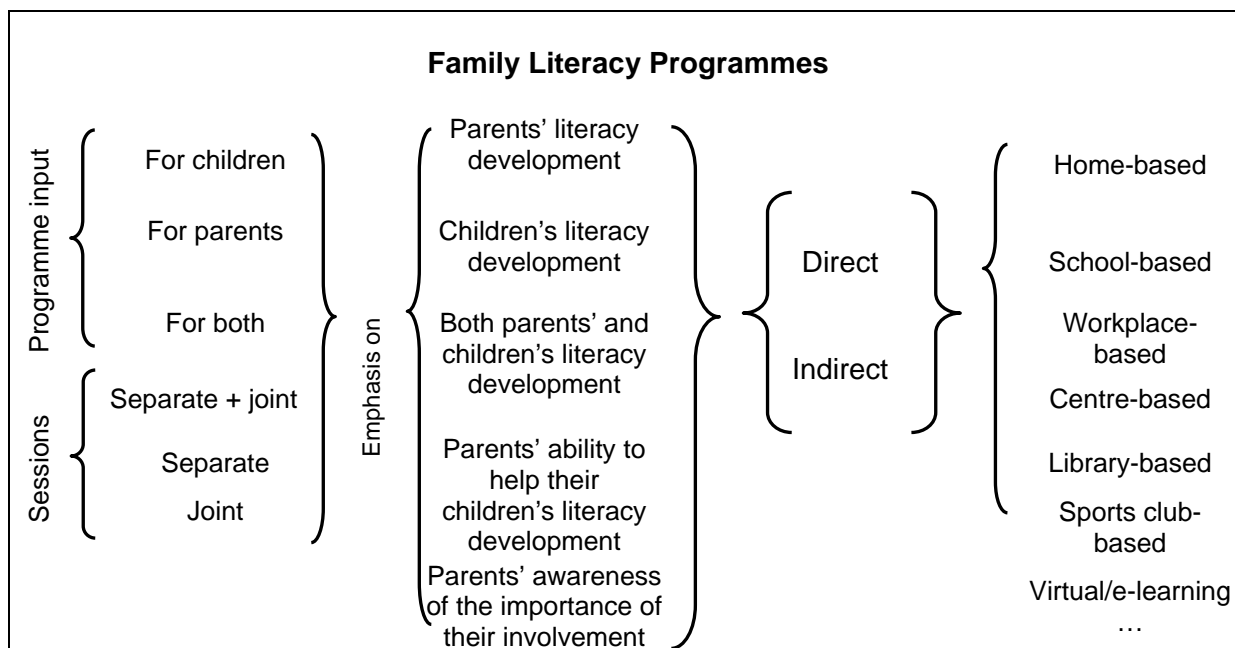 Family Literacy Programmes
Programme input
For children
For parents
For both
Sessions
Separate + joint
Separate
Joint
Emphasis on
Parents’ literacy
development
Children’s literacy
development
Both parents’ and
children’s literacy
development
Parents’ ability to
help their
children’s literacy
development
Parents’ awareness
of the importance of
their involvement
Direct
Indirect
Home-based
School-based
Workplace-
based
Centre-based
Library-based
Sports club-
based
Virtual/e-learning
…